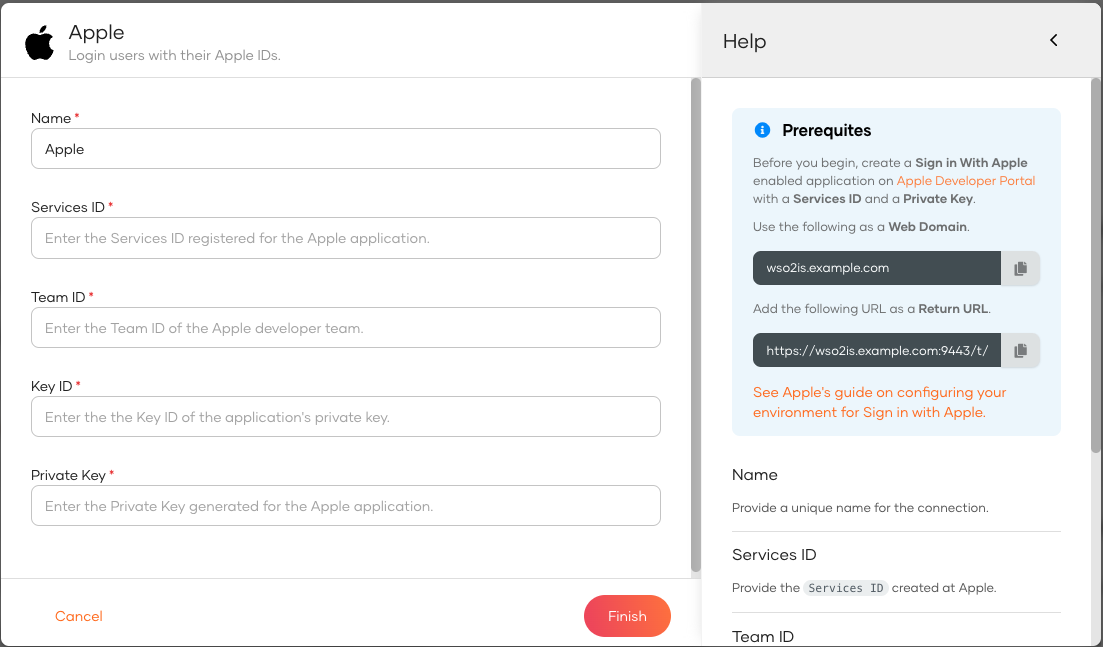 Apple
Login users with their Apple IDs.
Name *
Apple
Services ID *
Enter the Services ID registered for the Apple application.
Team ID *
Enter the Team ID of the Apple developer team.
Key ID *
Enter the the Key ID of the application's private key.
Private Key *
Enter the Private Key generated for the Apple application.
Cancel
Finish
Help
Prerequites
Before you begin, create a Sign in With Apple
enabled application on Apple Developer Portal
with a Services ID and a Private Key.
Use the following as a Web Domain.
wso2is.example.com
Add the following URL as a Return URL.
https://wso2is.example.com:9443/t/
See Apple's guide on configuring your
environment for Sign in with Apple.
Name
Provide a unique name for the connection.
Services ID
Provide the Services ID created at Apple.
Team ID